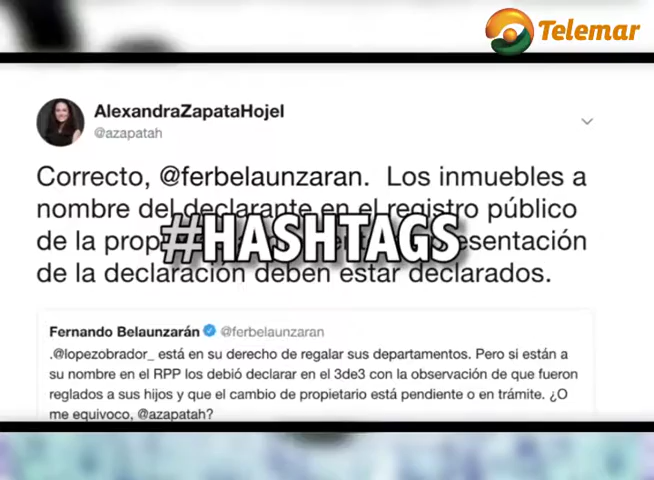 Telemar
AlexandraZapataHojel
@azapatah
Correcto, @ferbelaunzaran. Los inmuebles a
nombre del declarante en el registro público
de la prop esentación
#HASHTAGS
de la declaración deben estar declarados.
Fernando Belaunzarán @ferbelaunzaran
.@lopezobrador_ está en su derecho de regalar sus departamentos. Pero si están a
su nombre en el RPP los debió declarar en el 3de3 con la observación de que fueron
reglados a sus hijos y que el cambio de propietario está pendiente o en trámite. ¿O
me equivoco, @azapatah?